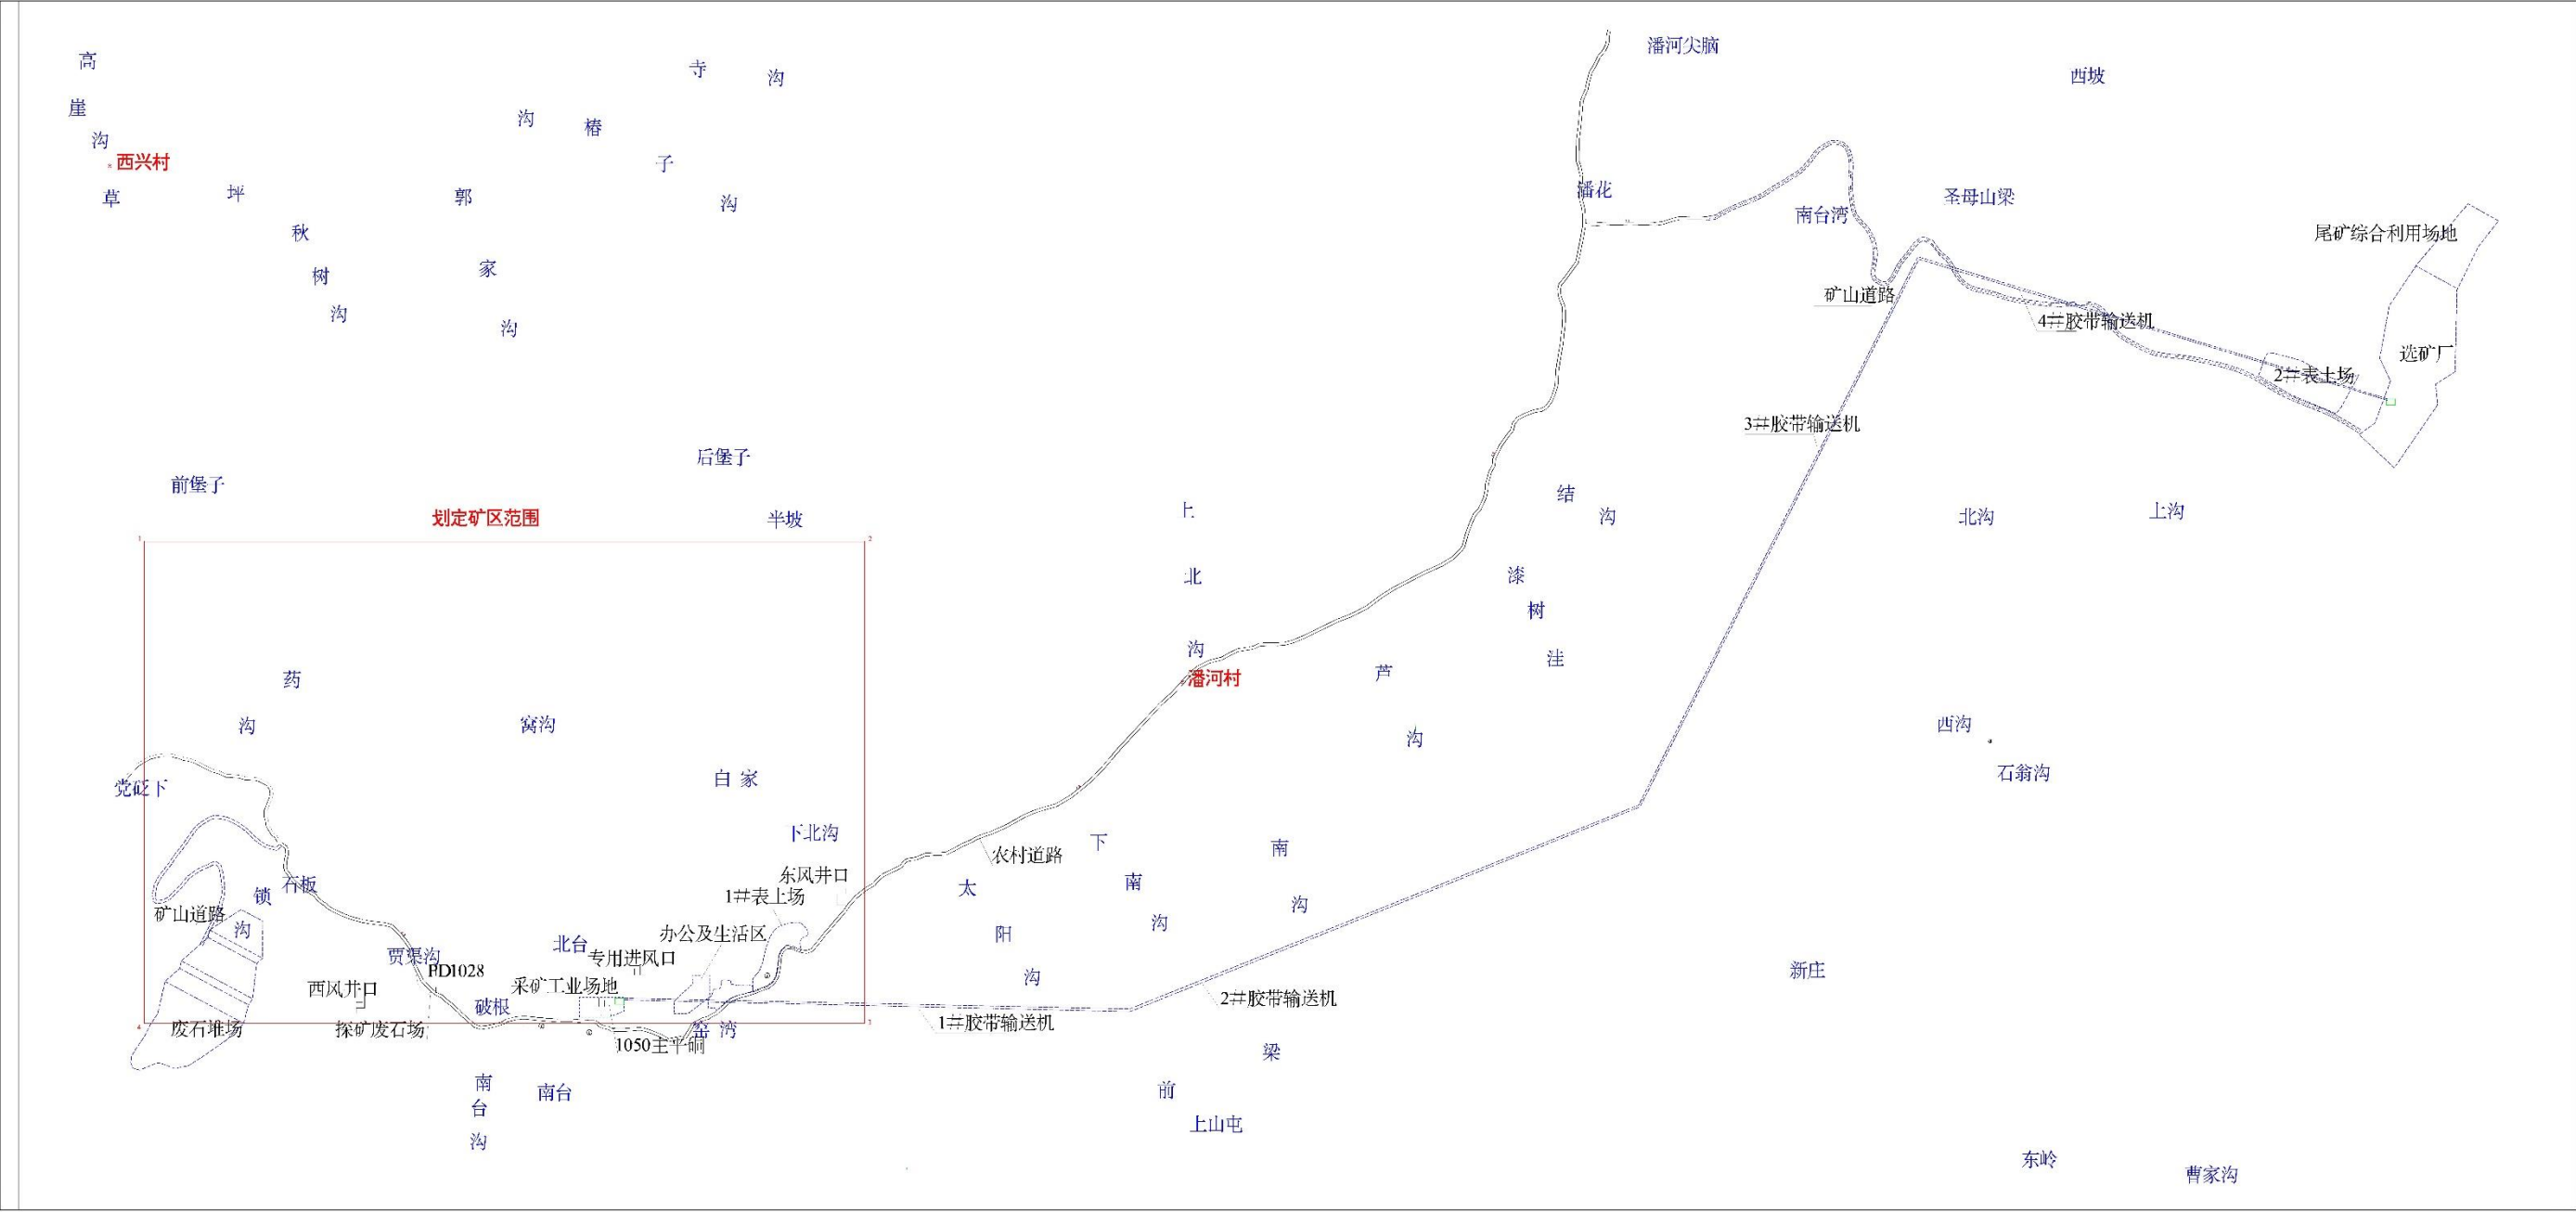 高
崖
沟
西兴村
草
坪
秋
树
沟
郭
家
沟
沟
椿
子
沟
寺
沟
潘河尖脑
西坡
潘花
南台湾
圣母山梁
尾矿综合利用场地
矿山道路
4#胶带输送机
选矿厂
2#表土场
3#胶带输送机
前堡子
后堡子
划定矿区范围
半坡
1
2
上
北
沟
潘河村
结
沟
漆
树
洼
北沟
上沟
芦
沟
药
沟
窝沟
白家
西沟
石翁沟
党砭下
下北沟
农村道路
下
南
沟
南
沟
东风井口
1#表土场
太
阳
沟
石板
锁
沟
矿山道路
办公及生活区
北台
专用进风口
贾渠沟
PD1028
采矿工业场地
西风井口
破根
新庄
2#胶带输送机
1#胶带输送机
4
废石堆场
探矿废石场
窑湾
1050主平硐
梁
前
上山屯
南
台
沟
南台
东岭
曹家沟